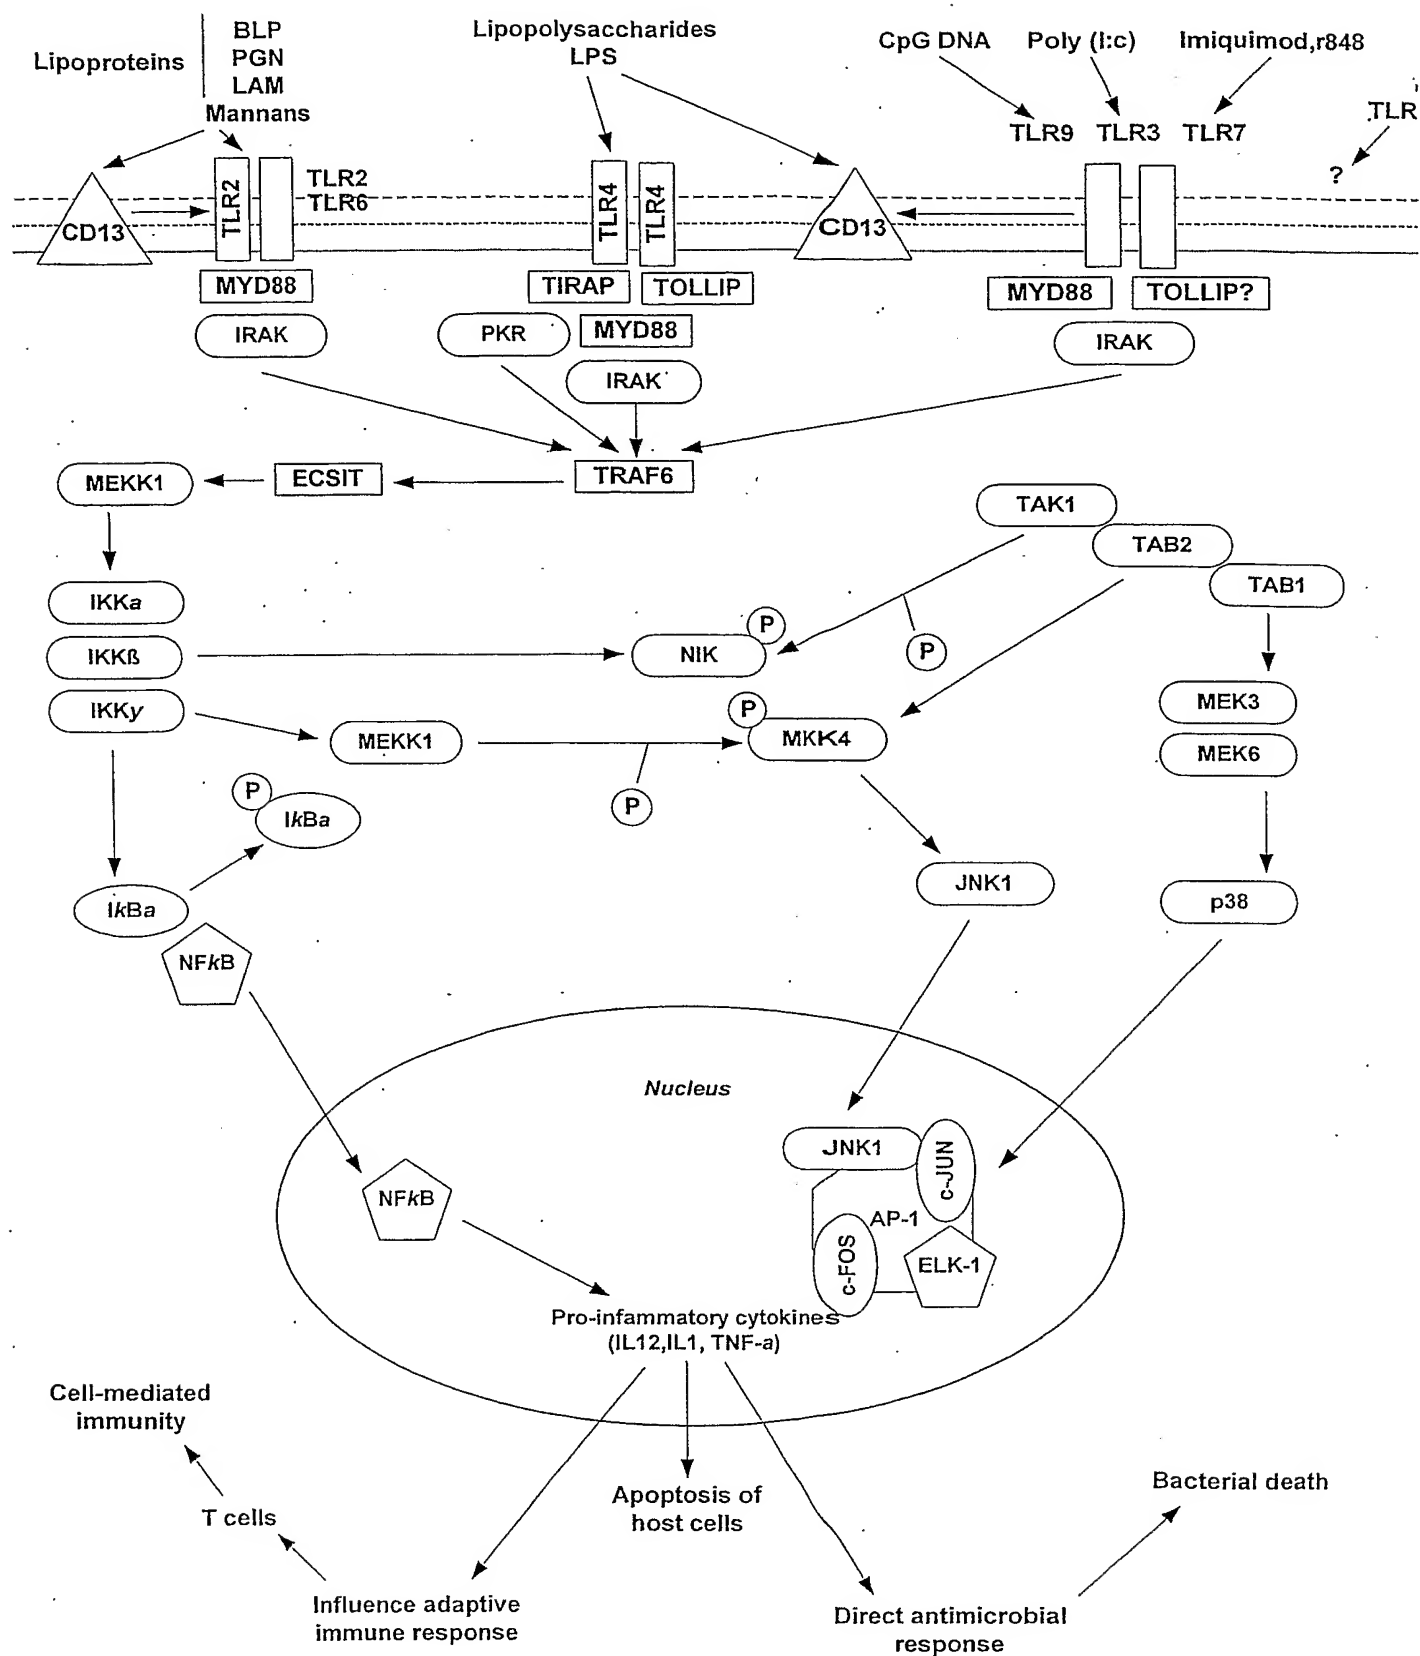 Lipoproteins
BLP
PGN
LAM
Mannans
Lipopolysaccharides
LPS
CpG DNA
Poly (I:c)
Imiquimod,r848
TLR9
TLR3
TLR7
TLR
?
CD13
TLR2
TLR2
TLR6
TLR4
TLR4
CD13
MYD88
IRAK
TIRAP
TOLLIP
PKR
MYD88
IRAK
MYD88
TOLLIP?
IRAK
MEKK1
ECSIT
TRAF6
TAK1
TAB2
TAB1
IKKa
IKKß
IKKy
NIK
P
P
MEKK1
P
MKK4
P
MEK3
MEK6
P
IkBa
IkBa
NFkB
JNK1
p38
Nucleus
NFkB
JNK1
c-JUN
AP-1
c-FOS
ELK-1
Pro-infammatory cytokines
(IL12,IL1, TNF-a)
Cell-mediated
immunity
T cells
Apoptosis of
host cells
Bacterial death
Influence adaptive
immune response
Direct antimicrobial
response